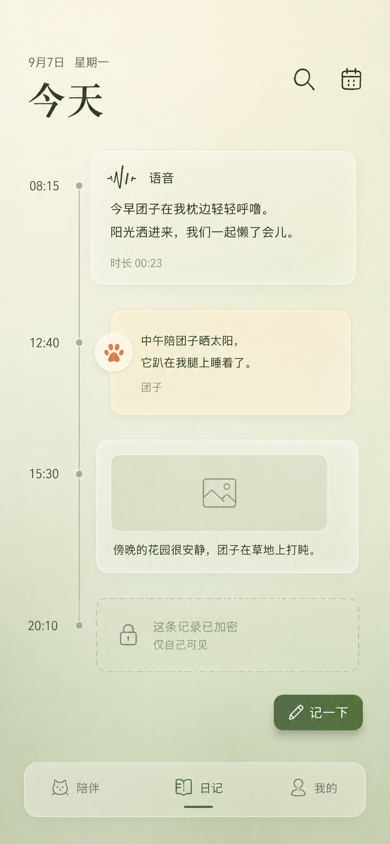 9月7日 星期一
今天
08:15
语音
今早团子在我枕边轻轻呼噜。
阳光洒进来，我们一起懒了会儿。
时长 00:23
12:40
中午陪团子晒太阳，
它趴在我腿上睡着了。
团子
15:30
傍晚的花园很安静，团子在草地上打盹。
20:10
这条记录已加密
仅自己可见
记一下
陪伴
日记
我的